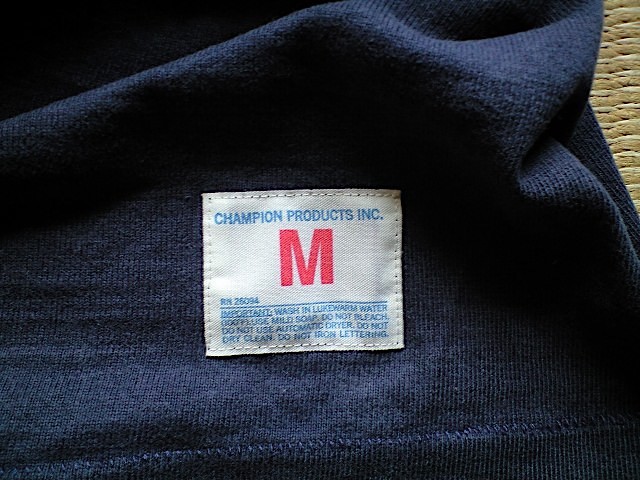 CHAMPION PRODUCTS INC.
M
RN 26094
IMPORTANT: WASH IN LUKEWARM WATER
USE MILD SOAP. DO NOT BLEACH.
DO NOT USE AUTOMATIC DRYER. DO NOT
DRY CLEAN. DO NOT IRON LETTERING.